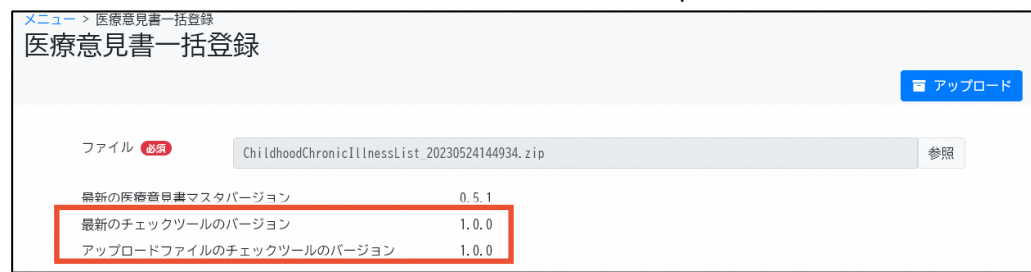 メニュー > 医療意見書一括登録
医療意見書一括登録
アップロード
ファイル 必須 ChildhoodChronicIllnessList_20230524144934.zip 参照
最新の医療意見書マスタバージョン 0.5.1
最新のチェックツールのバージョン 1.0.0
アップロードファイルのチェックツールのバージョン 1.0.0